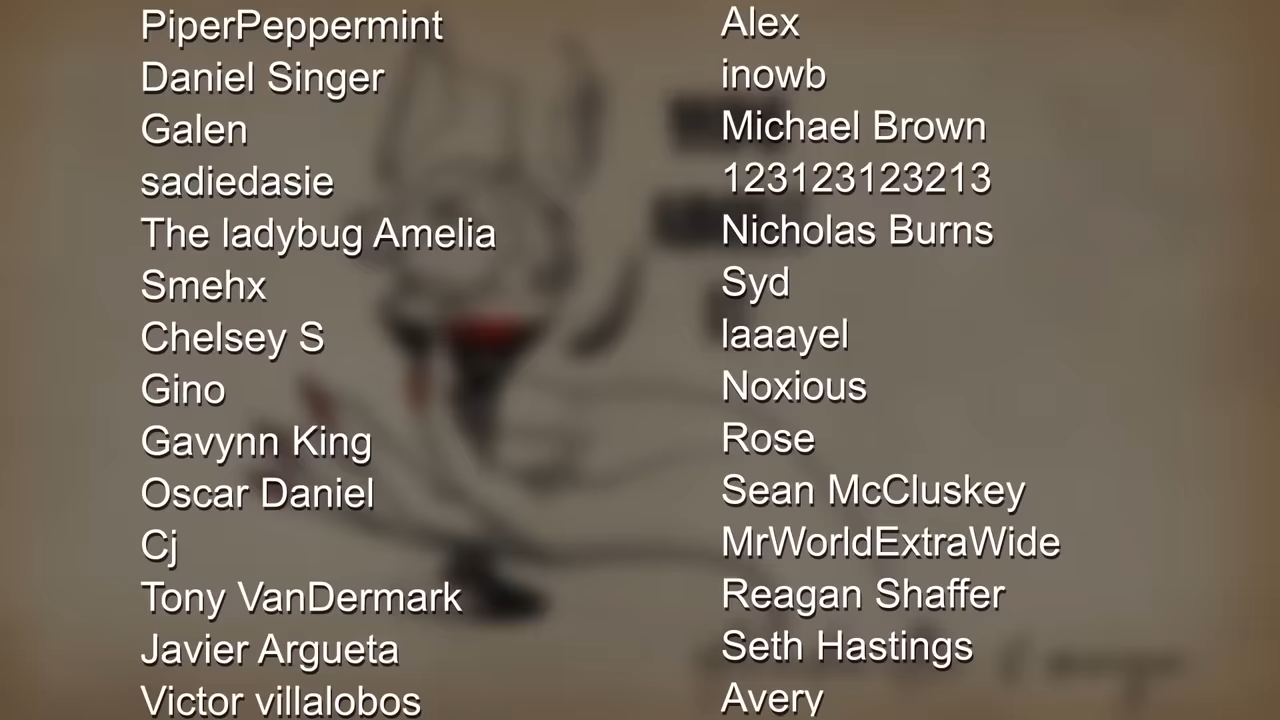 PiperPeppermint
Daniel Singer
Galen
sadiedasie
The ladybug Amelia
Smehx
Chelsey S
Gino
Gavynn King
Oscar Daniel
Cj
Tony VanDermark
Javier Argueta
Victor villalobos
Alex
inowb
Michael Brown
123123123213
Nicholas Burns
Syd
laaayel
Noxious
Rose
Sean McCluskey
MrWorldExtraWide
Reagan Shaffer
Seth Hastings
Avery